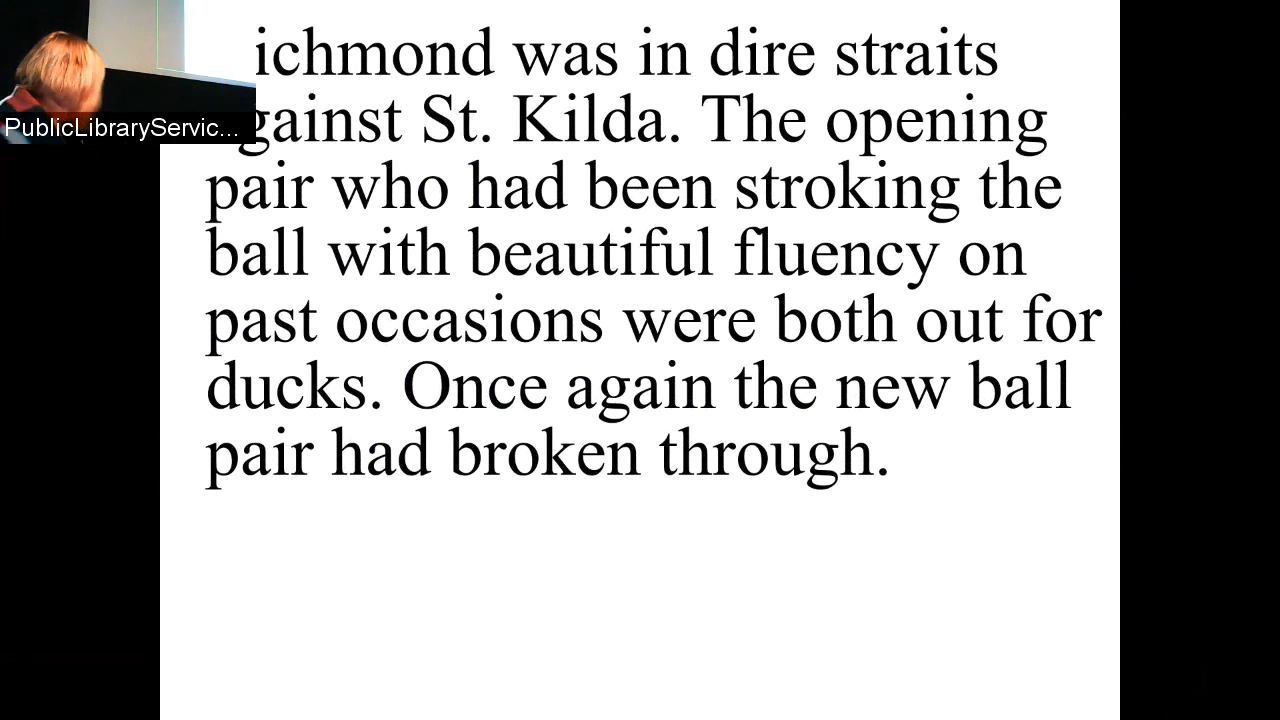 ichmond was in dire straits
gainst St. Kilda. The opening
PublicLibraryServic...
pair who had been stroking the
ball with beautiful fluency on
past occasions were both out for
ducks. Once again the new ball
pair had broken through.